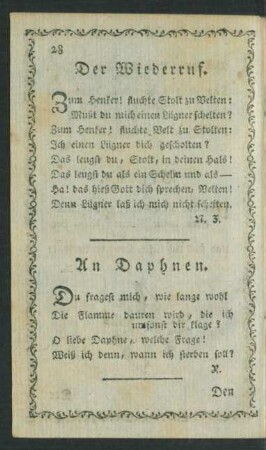 28
Der Wiederruf.
Zum Henker! fluchte Stolt zu Velten:
Mußt du mich einen Lügner schelten?
Zum Henker! fluchte Velt zu Stolten:
Ich einen Lügner dich gescholten?
Das leugst du, Stolt, in deinen Hals!
Das leugst du als ein Schelm und als —
Ha! das hieß Gott dich sprechen, Velten!
Denn Lügner laß ich mich nicht schelten.
N. F.
An Daphnen.
Du fragest mich, wie lange wohl
Die Flamme dauren wird, die ich
umsonst dir klage?
O liebe Daphne, welche Frage!
Weiß ich denn, wann ich sterben soll?
N.
Den